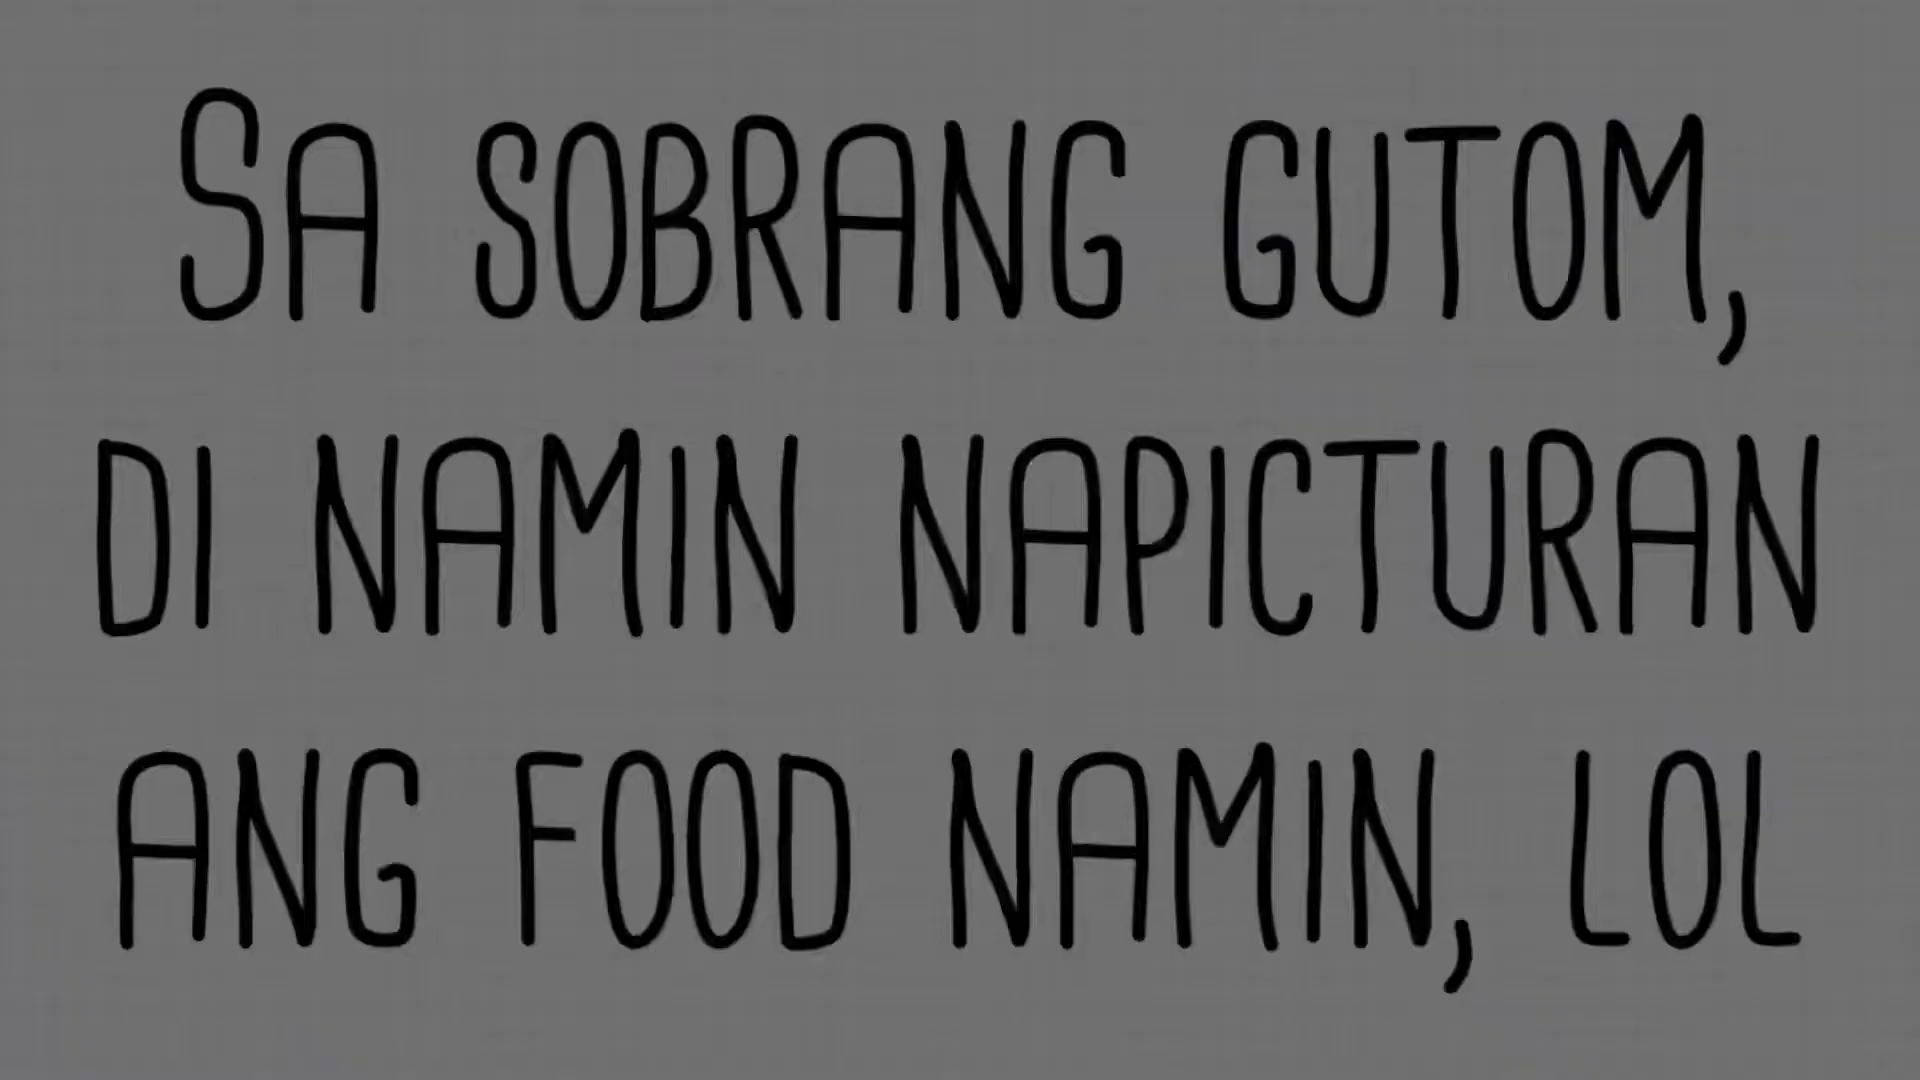 Sa sobrang gutom,
di namin napicturan
ang food namin, lol